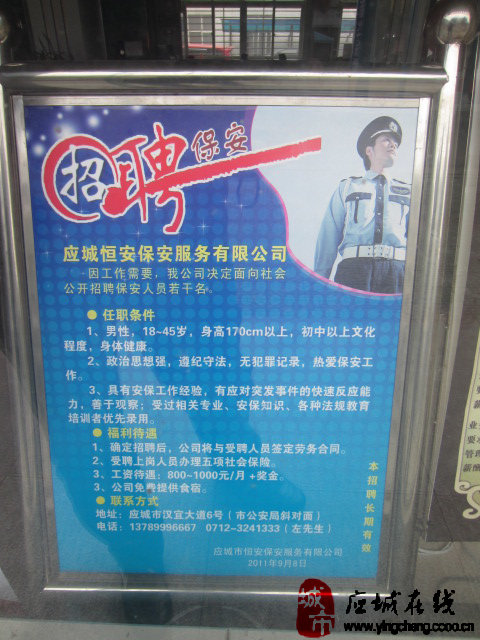 招聘保安
应城恒安保安服务有限公司
因工作需要，我公司决定面向社会
公开招聘保安人员若干名。
● 任职条件
1、男性，18~45岁，身高170cm以上，初中以上文化
程度，身体健康。
2、政治思想强，遵纪守法，无犯罪记录，热爱保安工
作。
3、具有安保工作经验，有应对突发事件的快速反应能
力，善于观察；受过相关专业、安保知识、各种法规教育
培训者优先录用。
● 福利待遇
1、确定招聘后，公司将与受聘人员签定劳务合同。
2、受聘上岗人员办理五项社会保险。
3、工资待遇：800~1000元/月+奖金。
3、公司免费提供食宿。
● 联系方式
地址：应城市汉宜大道6号（市公安局斜对面）
电话：13789996667 0712-3241333（左先生）
本招聘长期有效
应城市恒安保安服务有限公司
2011年9月8日
城市
应城在线
www.yingchang.ccoo.cn